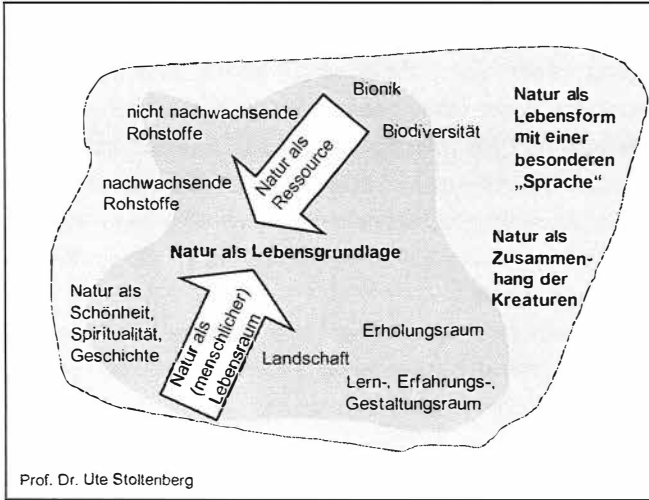 Bionik
nicht nachwachsende
Rohstoffe
Biodiversität
Natur als
Ressource
nachwachsende
Rohstoffe
Natur als
Lebensform
mit einer
besonderen
„Sprache“
Natur als Lebensgrundlage
Natur als
Zusammen-
hang der
Kreaturen
Natur als
Schönheit,
Spiritualität,
Geschichte
Natur als
(menschlicher)
Lebensraum
Landschaft
Erholungsraum
Lern-, Erfahrungs-,
Gestaltungsraum
Prof. Dr. Ute Stoltenberg